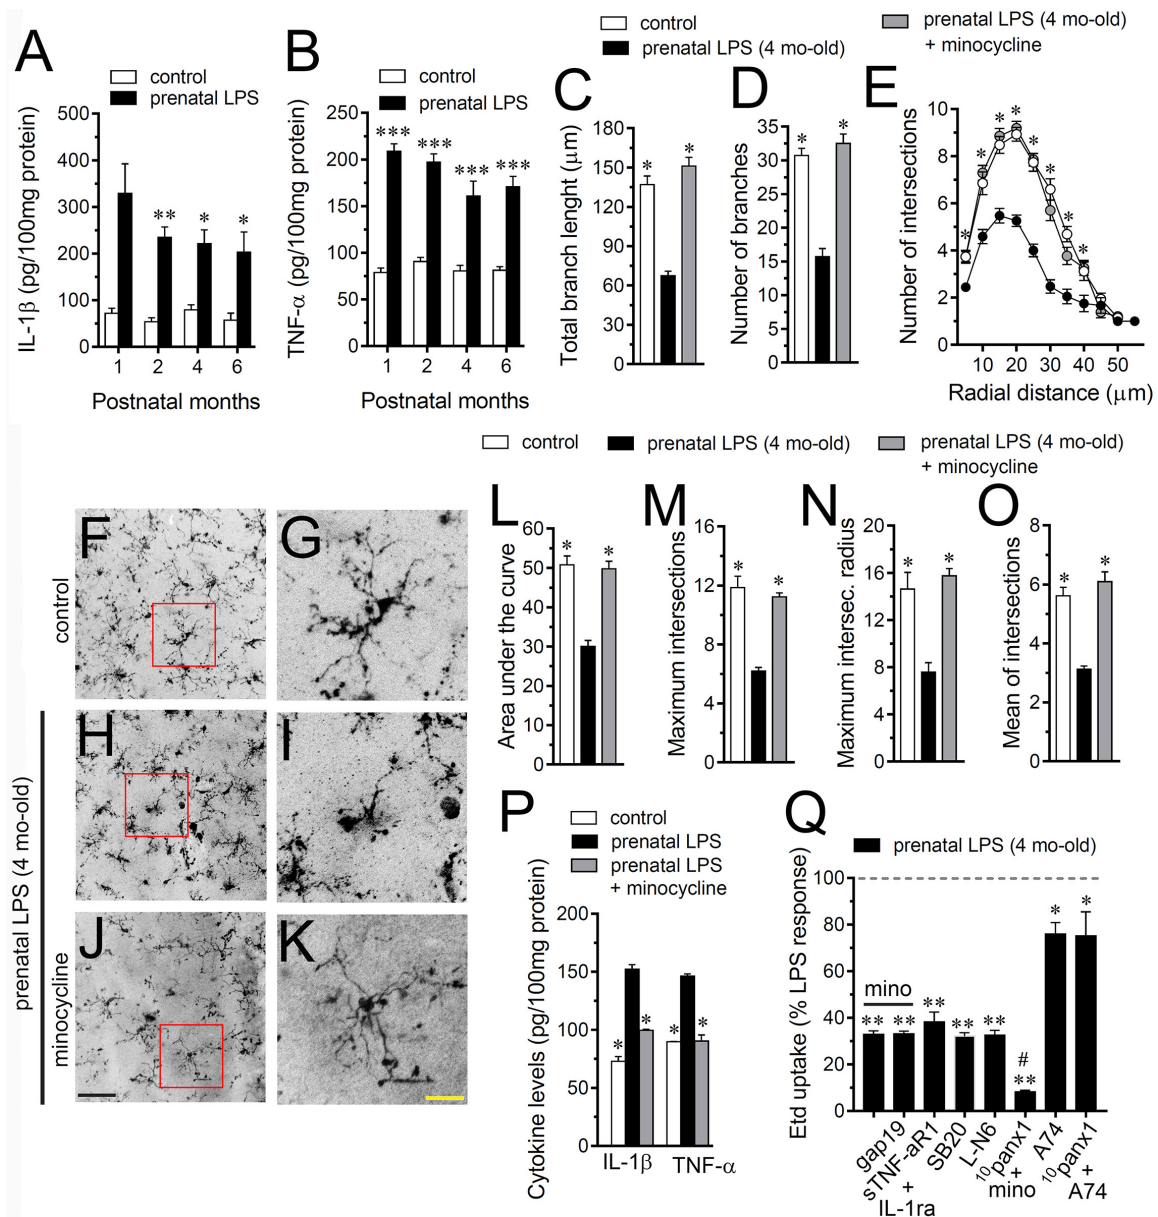 control
prenatal LPS (4 mo-old)
prenatal LPS (4 mo-old)
+ minocycline
A
control
prenatal LPS
IL-1β (pg/100mg protein)
500
400
300
200
100
0
**
*
*
1 2 4 6
Postnatal months
B
control
prenatal LPS
TNF-α (pg/100mg protein)
250
200
150
100
50
0
***
***
***
***
1 2 4 6
Postnatal months
C
Total branch lenght (μm)
180
150
120
90
60
30
0
* *
D
Number of branches
35
30
25
20
15
10
5
0
* *
E
Number of intersections
10
8
6
4
2
0
* * * * * * * *
10 20 30 40 50
Radial distance (μm)
control
prenatal LPS (4 mo-old)
prenatal LPS (4 mo-old)
+ minocycline
F
G
control
H
I
J
K
prenatal LPS (4 mo-old)
minocycline
L
Area under the curve
60
50
40
30
20
10
0
* *
M
Maximum intersections
16
12
8
4
0
* *
N
Maximum intersec. radius
20
16
12
8
4
0
* *
O
Mean of intersections
8
6
4
2
0
* *
P
control
prenatal LPS
prenatal LPS
+ minocycline
Cytokine levels (pg/100mg protein)
200
150
100
50
0
* * * *
IL-1β TNF-α
Q
prenatal LPS (4 mo-old)
Etd uptake (% LPS response)
100
80
60
40
20
0
mino
** ** ** ** ** # ** * *
gap19
sTNF-aR1
+
IL-1ra
SB20
L-N6
10panx1
+
mino
A74
10panx1
+
A74